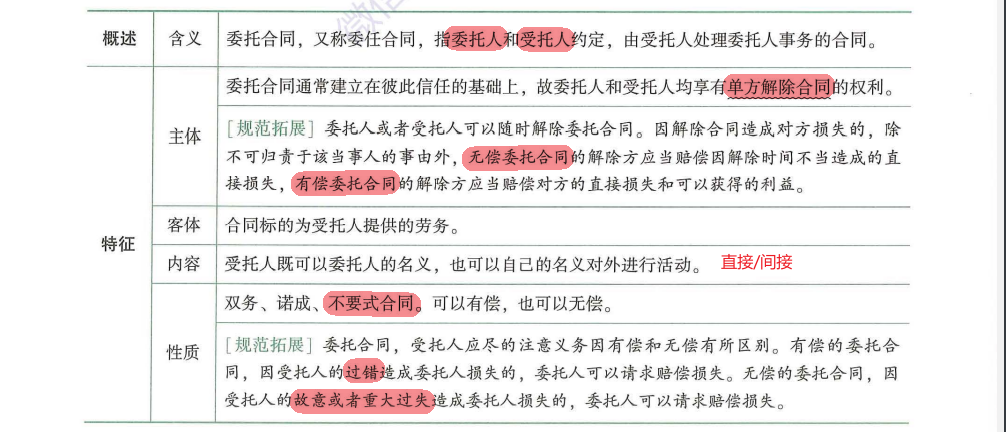 微信
概述
含义
委托合同，又称委任合同，指委托人和受托人约定，由受托人处理委托人事务的合同。
特征
主体
委托合同通常建立在彼此信任的基础上，故委托人和受托人均享有单方解除合同的权利。
［规范拓展］委托人或者受托人可以随时解除委托合同。因解除合同造成对方损失的，除
不可归责于该当事人的事由外，无偿委托合同的解除方应当赔偿因解除时间不当造成的直
接损失，有偿委托合同的解除方应当赔偿对方的直接损失和可以获得的利益。
客体
合同标的为受托人提供的劳务。
内容
受托人既可以委托人的名义，也可以自己的名义对外进行活动。
直接/间接
性质
双务、诺成、不要式合同。可以有偿，也可以无偿。
［规范拓展］委托合同，受托人应尽的注意义务因有偿和无偿有所区别。有偿的委托合
同，因受托人的过错造成委托人损失的，委托人可以请求赔偿损失。无偿的委托合同，因
受托人的故意或者重大过失造成委托人损失的，委托人可以请求赔偿损失。